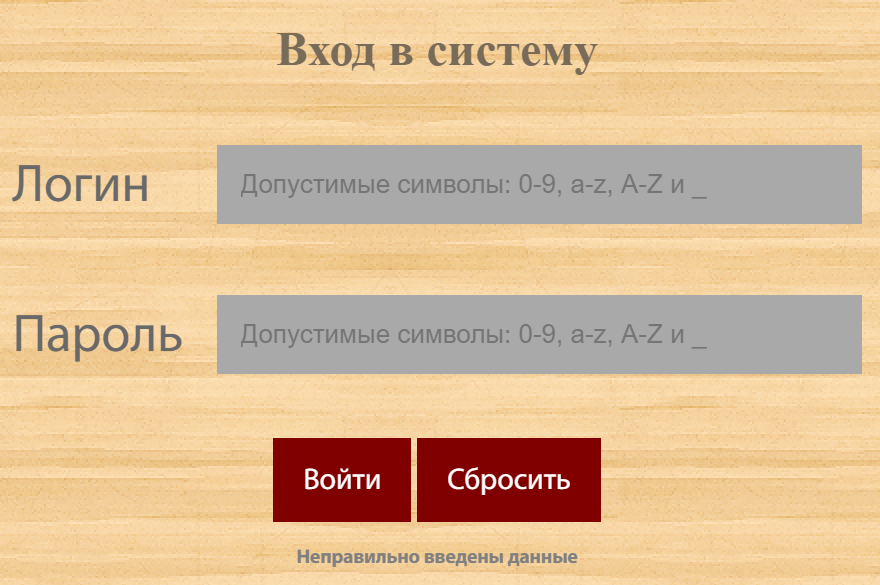 Вход в систему
Логин
Допустимые символы: 0-9, a-z, A-Z и _
Пароль
Допустимые символы: 0-9, a-z, A-Z и _
Войти Сбросить
Неправильно введены данные